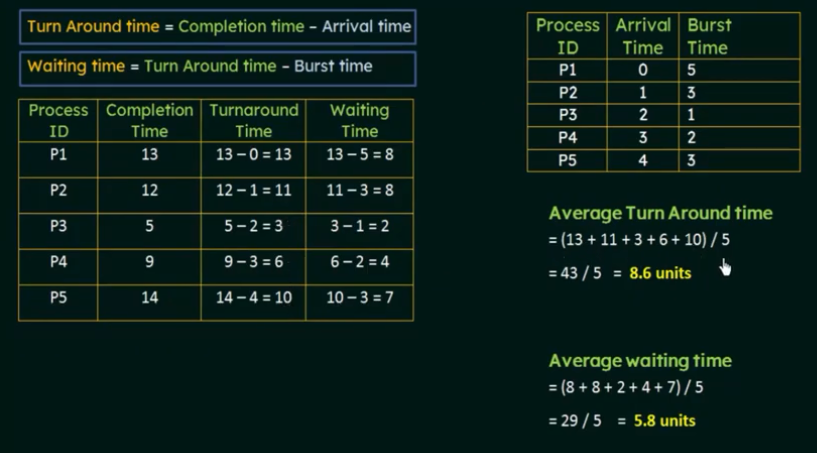 Turn Around time = Completion time – Arrival time
Waiting time = Turn Around time – Burst time
Process ID Completion Time Turnaround Time Waiting Time
P1 13 13 – 0 = 13 13 – 5 = 8
P2 12 12 – 1 = 11 11 – 3 = 8
P3 5 5 – 2 = 3 3 – 1 = 2
P4 9 9 – 3 = 6 6 – 2 = 4
P5 14 14 – 4 = 10 10 – 3 = 7
Process ID Arrival Time Burst Time
P1 0 5
P2 1 3
P3 2 1
P4 3 2
P5 4 3
Average Turn Around time
= (13 + 11 + 3 + 6 + 10) / 5
= 43 / 5 = 8.6 units
Average waiting time
= (8 + 8 + 2 + 4 + 7) / 5
= 29 / 5 = 5.8 units